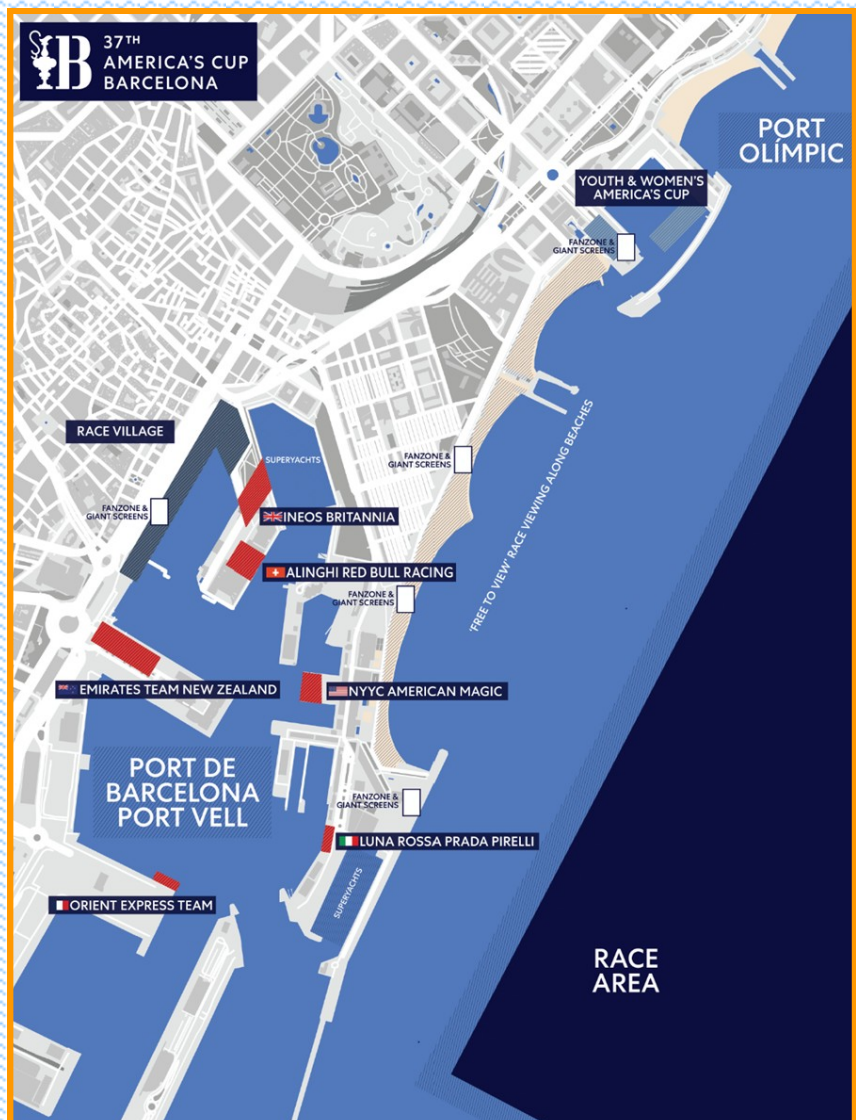 37TH
AMERICA'S CUP
BARCELONA
PORT
OLÍMPIC
YOUTH & WOMEN'S
AMERICA'S CUP
FANZONE &
GIANT SCREENS
RACE VILLAGE
SUPERYACHTS
FANZONE &
GIANT SCREENS
'FREE TO VIEW' RACE VIEWING ALONG BEACHES
FANZONE &
GIANT SCREENS
INEOS BRITANNIA
ALINGHI RED BULL RACING
FANZONE &
GIANT SCREENS
EMIRATES TEAM NEW ZEALAND
NYYC AMERICAN MAGIC
PORT DE
BARCELONA
PORT VELL
FANZONE &
GIANT SCREENS
LUNA ROSSA PRADA PIRELLI
SUPERYACHTS
ORIENT EXPRESS TEAM
RACE
AREA